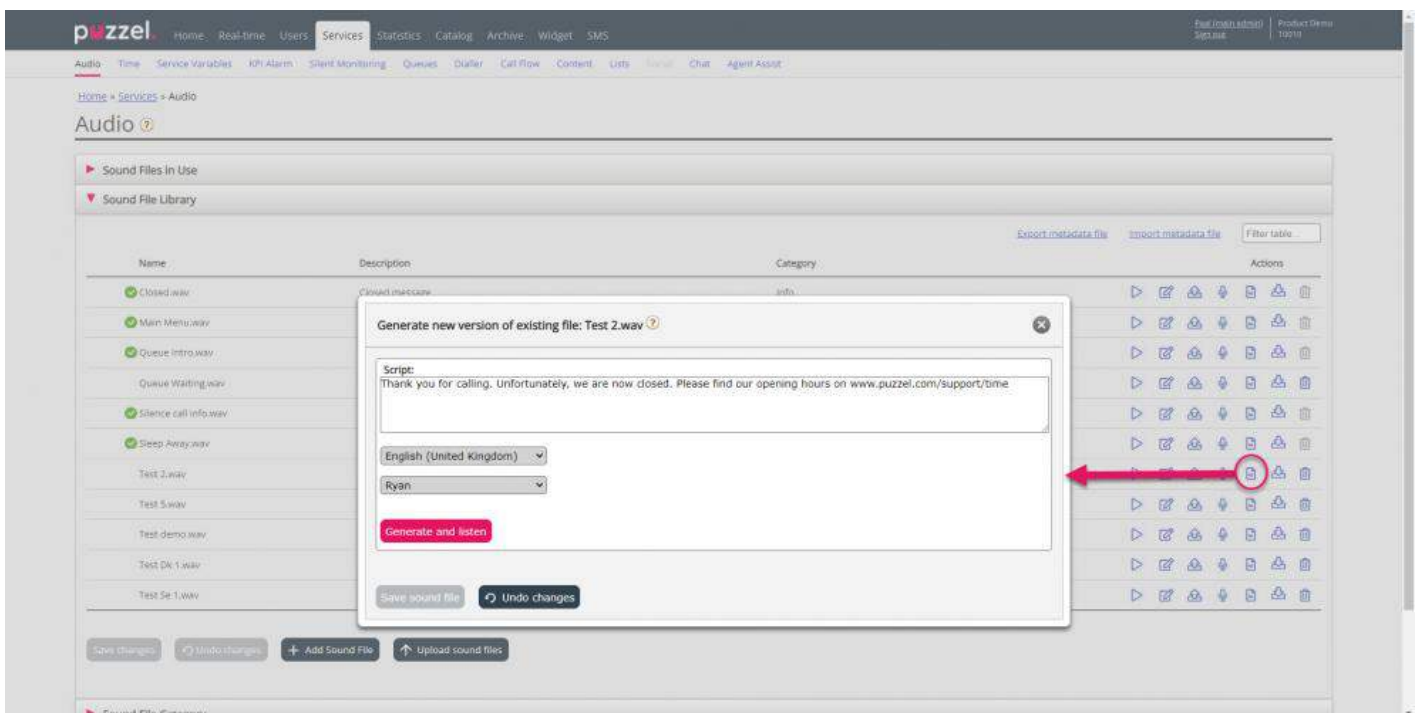 puzzel.
Home Real-time Users Services Statistics Catalog Archive Widget SMS
Product Demo
Audio Time Service Variables KPI Alarm Silent Monitoring Queues Dialler Call Flow Content Lists Chat Agent Assist
Home » Services » Audio
Audio ?
Sound Files in Use
Sound File Library
Export metadata file Import metadata file Filter table...
Name Description Category Actions
Closed.wav Closed message Info
Main Menu.wav
Queue Intro.wav
Queue Waiting.wav
Silence call info.wav
Sleep Away.wav
Test 2.wav
Test 5.wav
Test demo.wav
Test Dk 1.wav
Test Se 1.wav
Generate new version of existing file: Test 2.wav ?
Script:
Thank you for calling. Unfortunately, we are now closed. Please find our opening hours on www.puzzel.com/support/time
English (United Kingdom)
Ryan
Generate and listen
Save sound file Undo changes
Save changes Undo changes + Add Sound File Upload sound files
Sound File Category